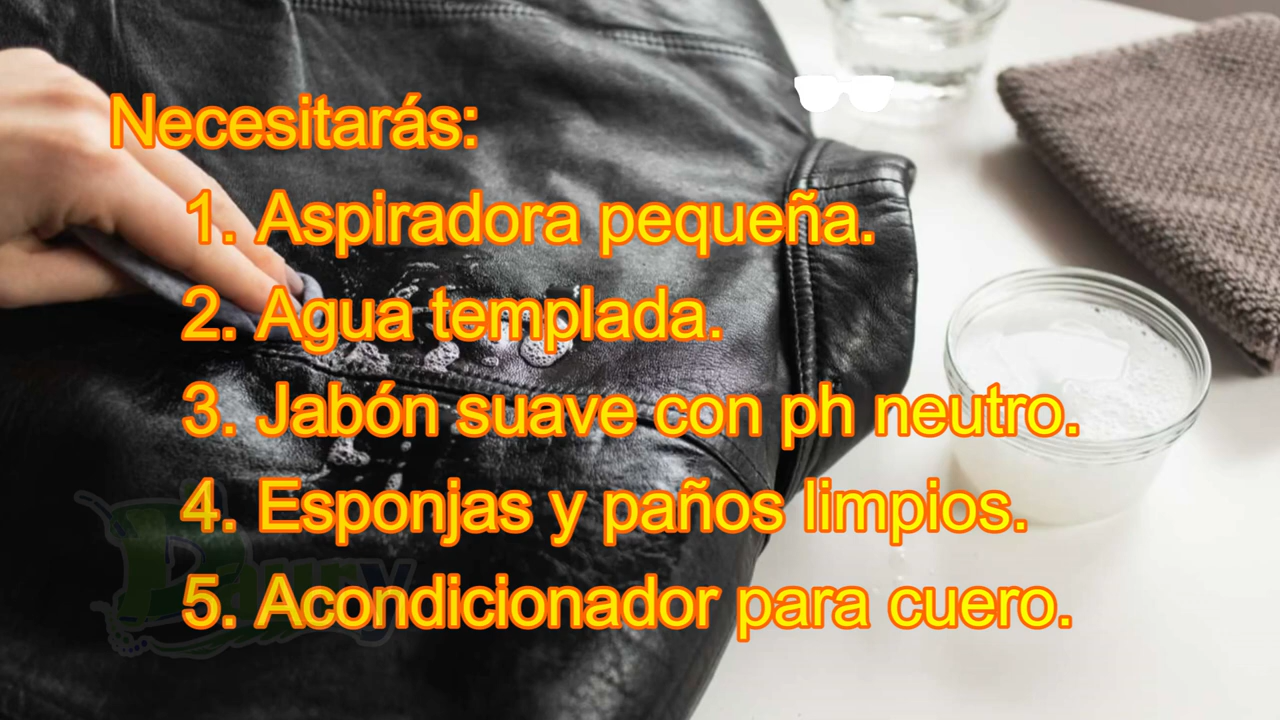 Necesitarás:
1. Aspiradora pequeña.
2. Agua templada.
3. Jabón suave con ph neutro.
4. Esponjas y paños limpios.
5. Acondicionador para cuero.